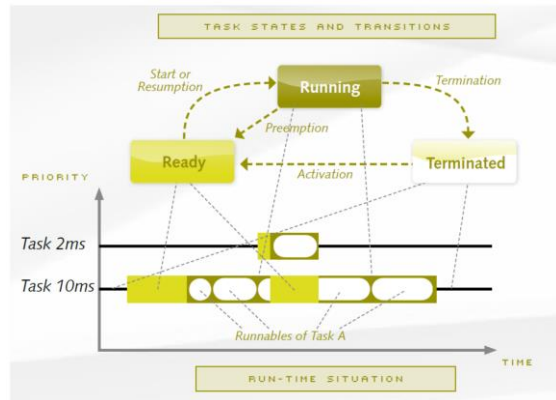 TASK STATES AND TRANSITIONS
Start or
Resumption
Running
Termination
Preemption
Ready
Activation
Terminated
PRIORITY
Task 2ms
Task 10ms
Runnables of Task A
TIME
RUN-TIME SITUATION